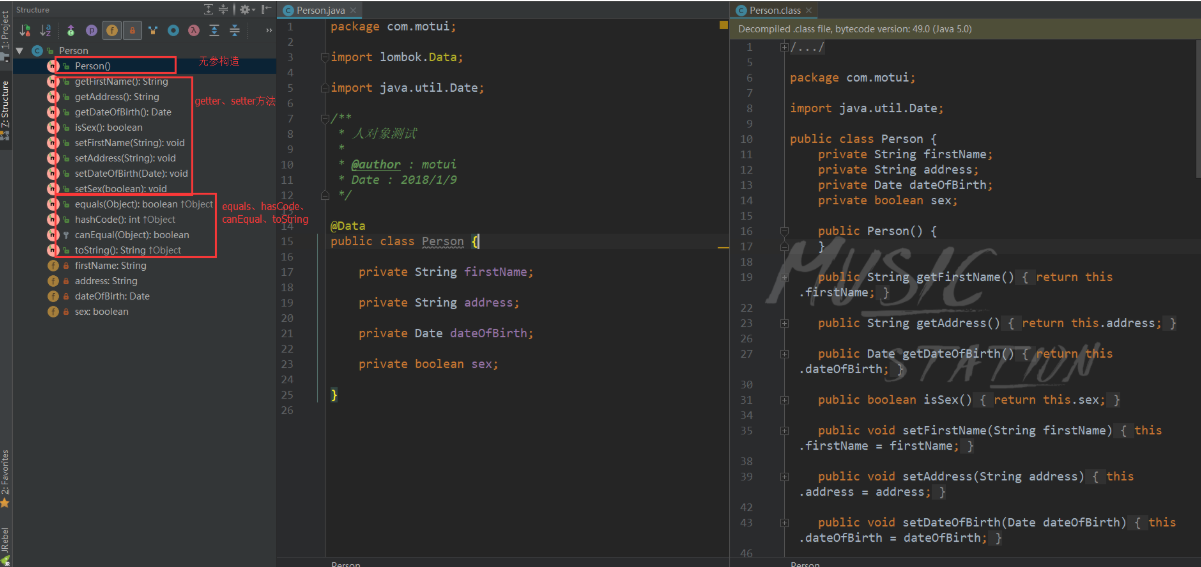 Structure
1: Project
Z: Structure
2: Favorites
JRebel
Person
Person()
无参构造
getFirstName(): String
getAddress(): String
getter、setter方法
getDateOfBirth(): Date
isSex(): boolean
setFirstName(String): void
setAddress(String): void
setDateOfBirth(Date): void
setSex(boolean): void
equals(Object): boolean ↑Object
equals、hasCode、
hashCode(): int ↑Object
canEqual、toString
canEqual(Object): boolean
toString(): String ↑Object
firstName: String
address: String
dateOfBirth: Date
sex: boolean
Person.java
1 package com.motui;
2
3 import lombok.Data;
4
5 import java.util.Date;
6
7 /**
8 * 人对象测试
9 *
10 * @author : motui
11 * Date : 2018/1/9
12 */
14 @Data
15 public class Person {
16
17 private String firstName;
18
19 private String address;
20
21 private Date dateOfBirth;
22
23 private boolean sex;
24
25 }
26
Person
Person.class
Decompiled .class file, bytecode version: 49.0 (Java 5.0)
1 /.../
5
6 package com.motui;
7
8 import java.util.Date;
9
10 public class Person {
11 private String firstName;
12 private String address;
13 private Date dateOfBirth;
14 private boolean sex;
15
16 public Person() {
17 }
18
19 public String getFirstName() { return this
.firstName; }
22
23 public String getAddress() { return this.address; }
26
27 public Date getDateOfBirth() { return this
.dateOfBirth; }
30
31 public boolean isSex() { return this.sex; }
34
35 public void setFirstName(String firstName) { this
.firstName = firstName; }
38
39 public void setAddress(String address) { this
.address = address; }
42
43 public void setDateOfBirth(Date dateOfBirth) { this
.dateOfBirth = dateOfBirth; }
46
MUSIC
STATION
Person